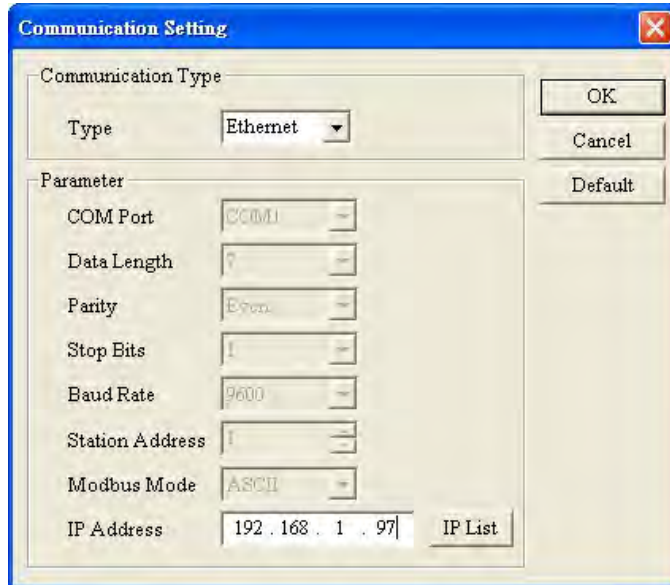 Communication Setting
Communication Type
Type Ethernet
OK
Cancel
Default
Parameter
COM Port COM1
Data Length 7
Parity Even
Stop Bits 1
Baud Rate 9600
Station Address 1
Modbus Mode ASCII
IP Address 192 . 168 . 1 . 97 IP List